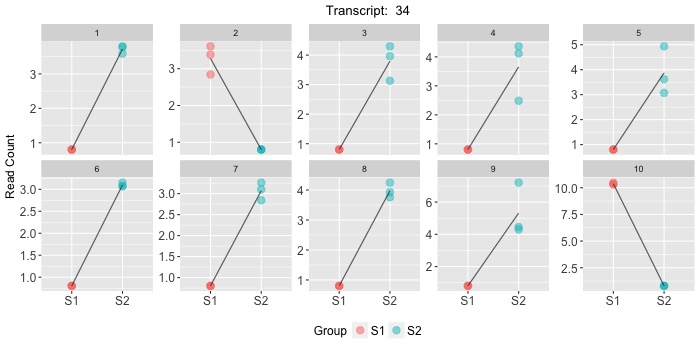 Transcript: 34
Read Count
1 2 3 4 5
3 3 4 4 5
2 2 3 3 4
1 1 2 2 3
1 1 2
1
6 7 8 9 10
3.0 3.0 4 6 10.0
2.5 2.5 3 4 7.5
2.0 2.0 2 2 5.0
1.5 1.5 1 2.5
1.0 1.0
S1 S2 S1 S2 S1 S2 S1 S2 S1 S2
Group S1 S2